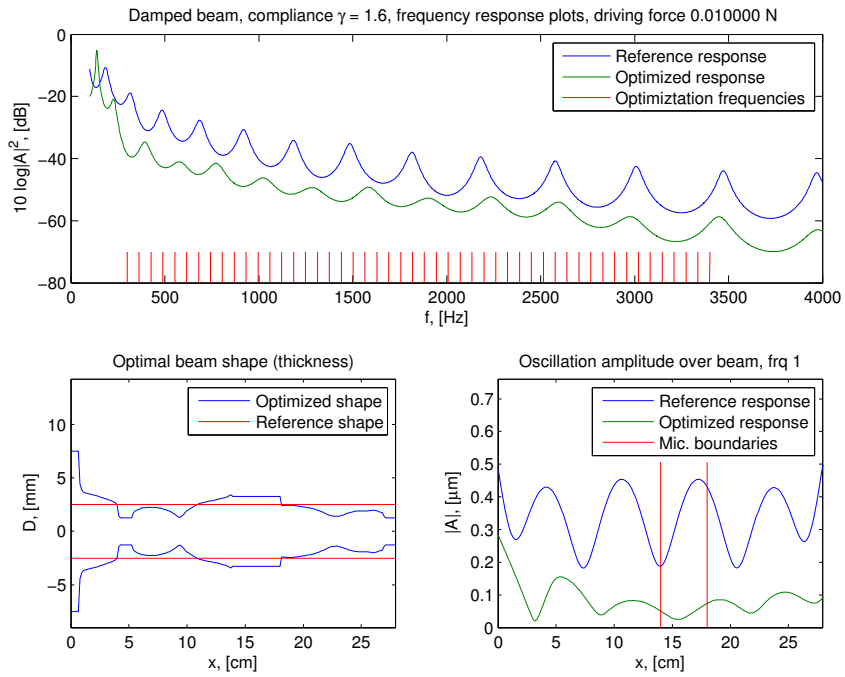 Damped beam, compliance γ = 1.6, frequency response plots, driving force 0.010000 N
10 log|A|², [dB]
0
−20
−40
−60
−80
Reference response
Optimized response
Optimiztation frequencies
0 500 1000 1500 2000 2500 3000 3500 4000
f, [Hz]
Optimal beam shape (thickness)
D, [mm]
10
5
0
−5
Optimized shape
Reference shape
0 5 10 15 20 25
x, [cm]
Oscillation amplitude over beam, frq 1
|A|, [μm]
0.7
0.6
0.5
0.4
0.3
0.2
0.1
0
Reference response
Optimized response
Mic. boundaries
0 5 10 15 20 25
x, [cm]